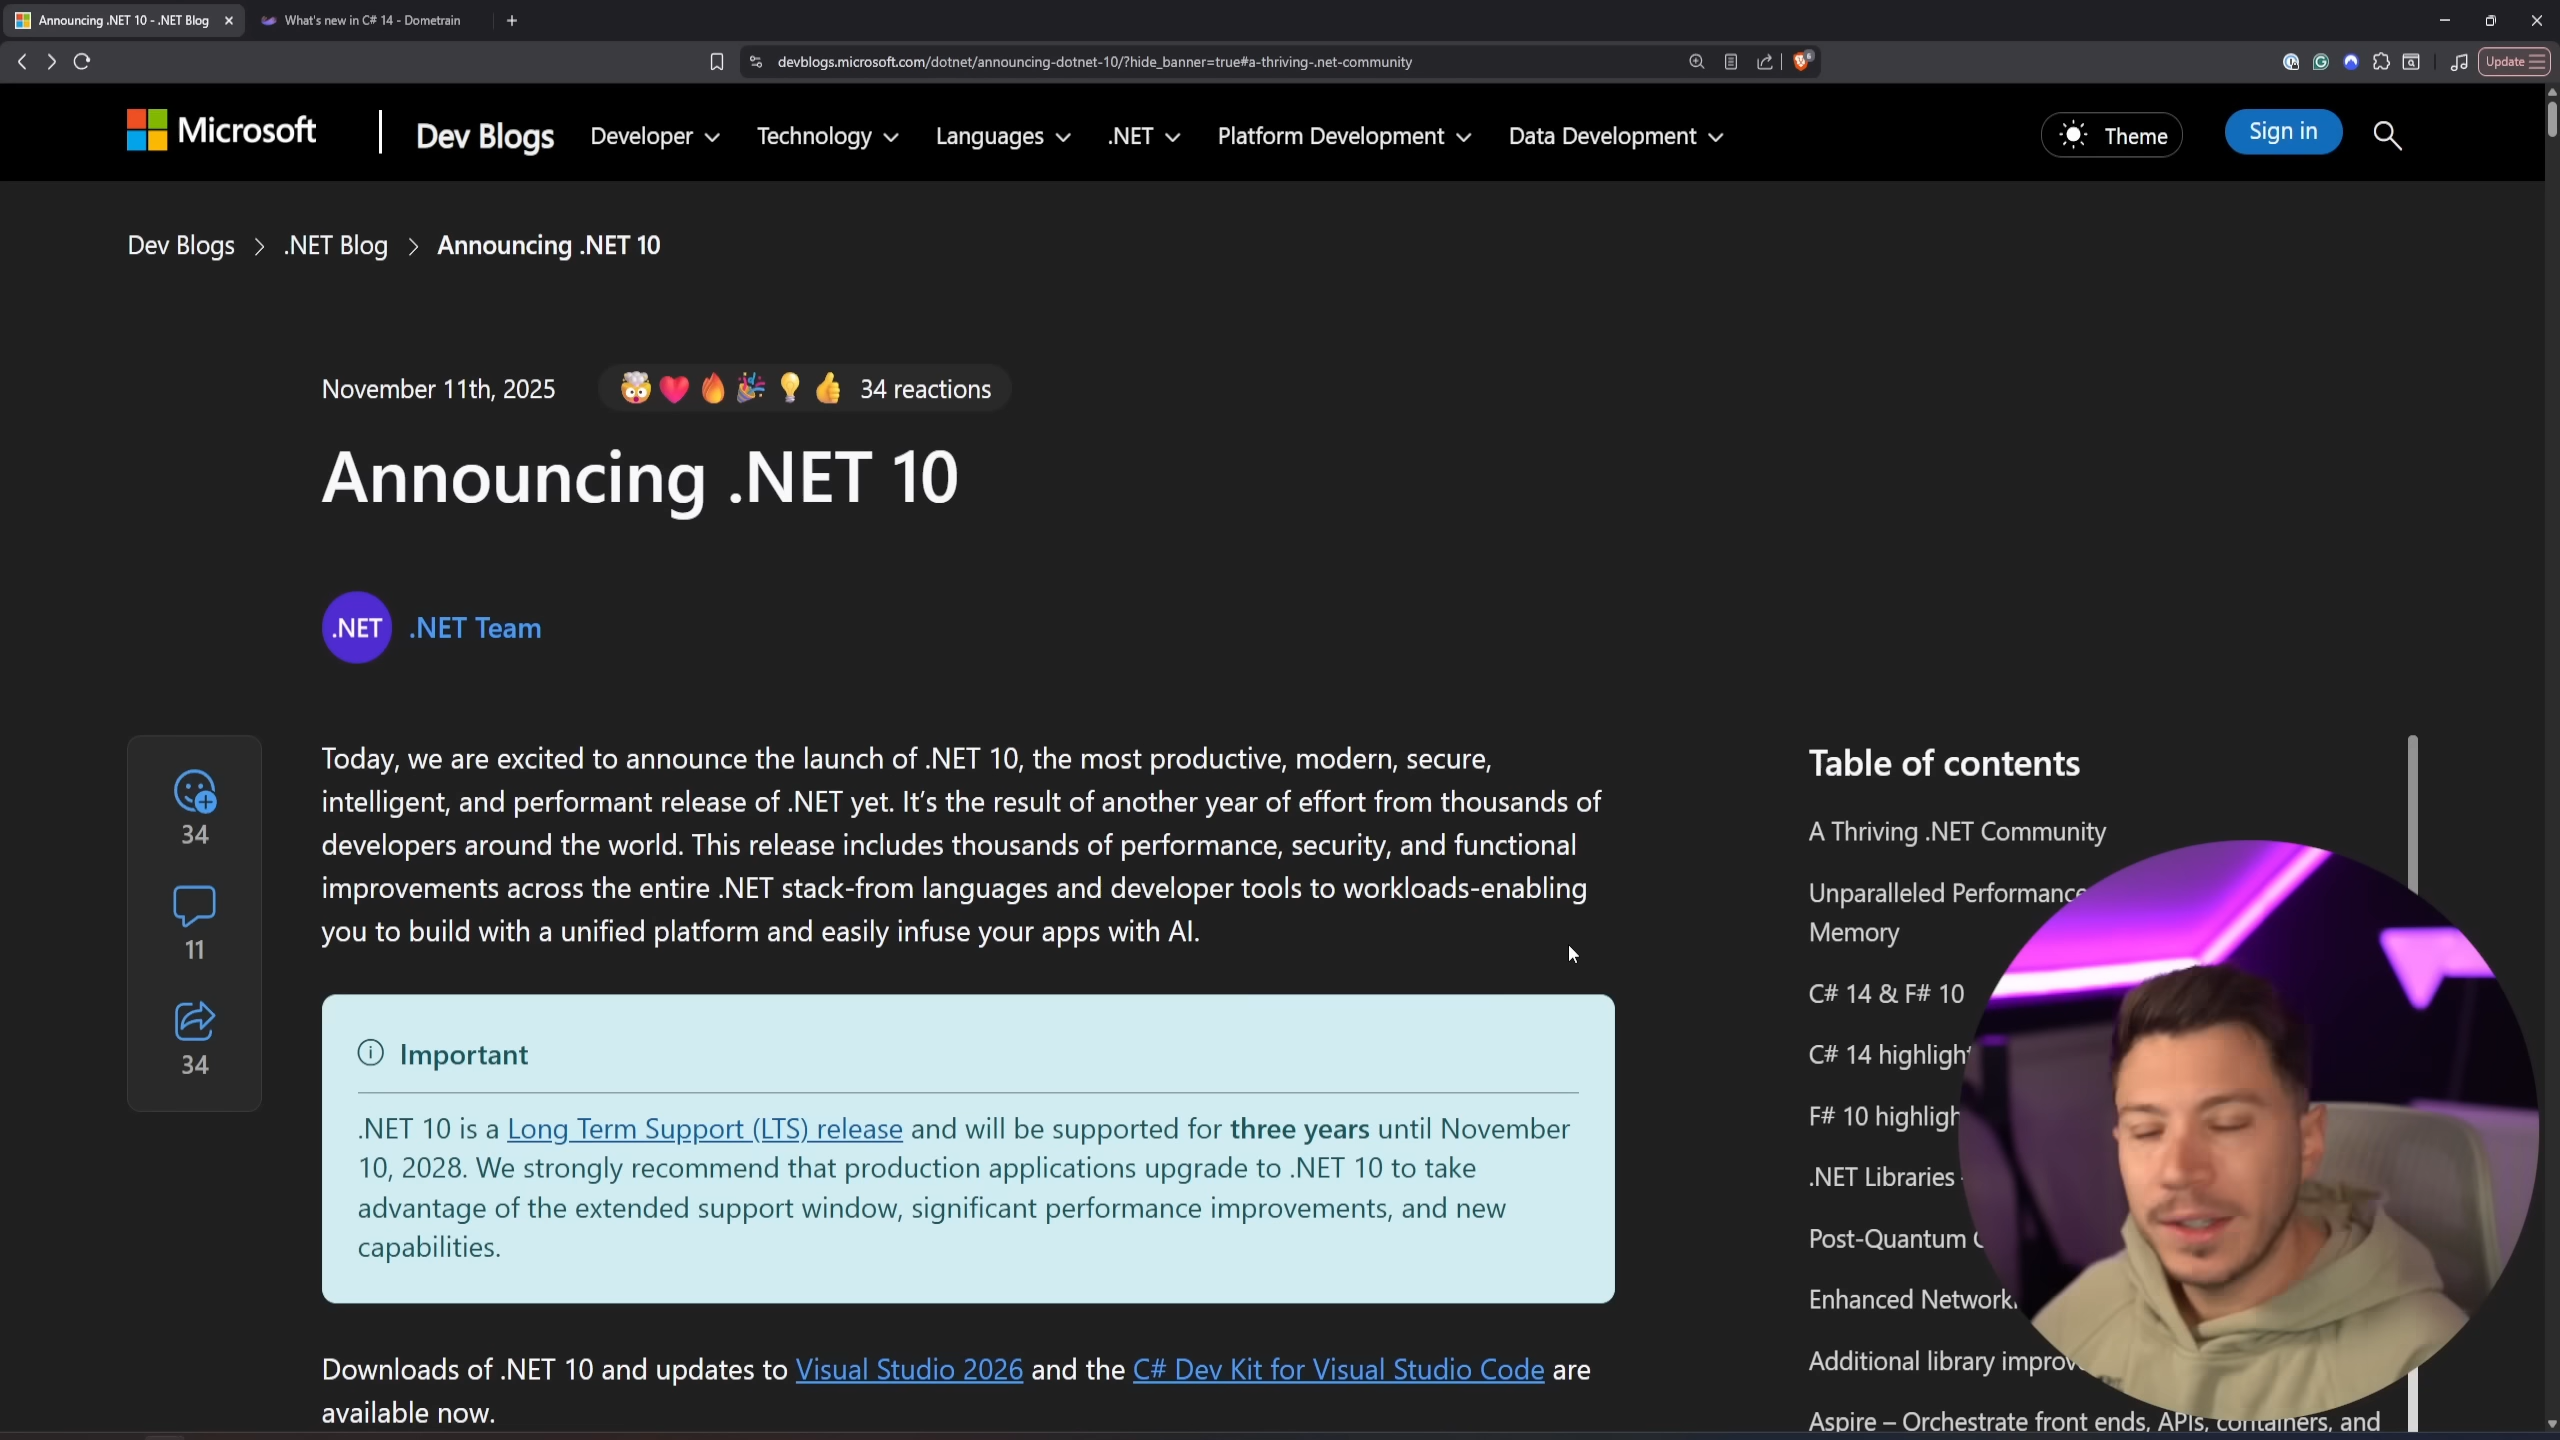 Announcing .NET 10 - .NET Blog
What's new in C# 14 - Dometrain
devblogs.microsoft.com/dotnet/announcing-dotnet-10/?hide_banner=true#a-thriving-.net-community
Update
Microsoft
Dev Blogs
Developer
Technology
Languages
.NET
Platform Development
Data Development
Theme
Sign in
Dev Blogs > .NET Blog > Announcing .NET 10
November 11th, 2025
34 reactions
Announcing .NET 10
.NET
.NET Team
34
11
34
Today, we are excited to announce the launch of .NET 10, the most productive, modern, secure,
intelligent, and performant release of .NET yet. It's the result of another year of effort from thousands of
developers around the world. This release includes thousands of performance, security, and functional
improvements across the entire .NET stack-from languages and developer tools to workloads-enabling
you to build with a unified platform and easily infuse your apps with AI.
Important
.NET 10 is a Long Term Support (LTS) release and will be supported for three years until November
10, 2028. We strongly recommend that production applications upgrade to .NET 10 to take
advantage of the extended support window, significant performance improvements, and new
capabilities.
Downloads of .NET 10 and updates to Visual Studio 2026 and the C# Dev Kit for Visual Studio Code are
available now.
Table of contents
A Thriving .NET Community
Unparalleled Performance
Memory
C# 14 & F# 10
C# 14 highligh
F# 10 highligh
.NET Libraries
Post-Quantum
Enhanced Network
Additional library improv
Aspire – Orchestrate front ends, APIs, containers, and